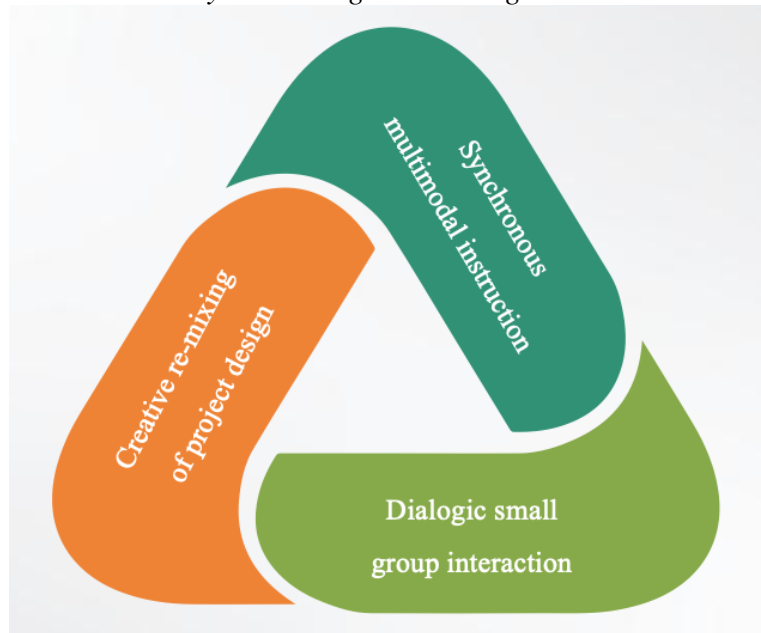 Synchronous
multimodal instruction
Creative re-mixing
of project design
Dialogic small
group interaction